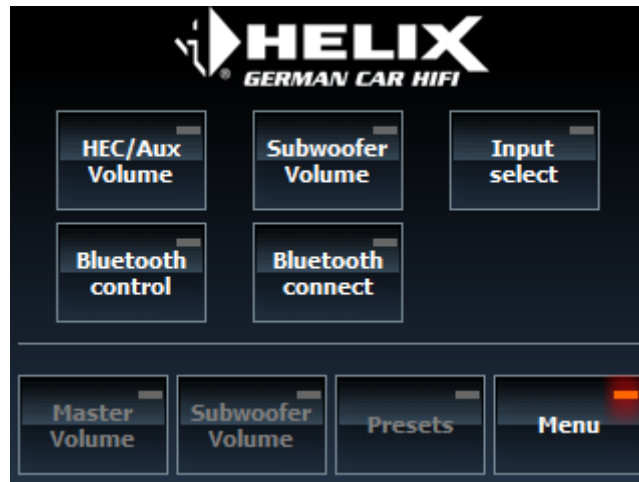 HELIX
®
GERMAN CAR HIFI
HEC/Aux
Volume
Subwoofer
Volume
Input
select
Bluetooth
control
Bluetooth
connect
Master
Volume
Subwoofer
Volume
Presets
Menu